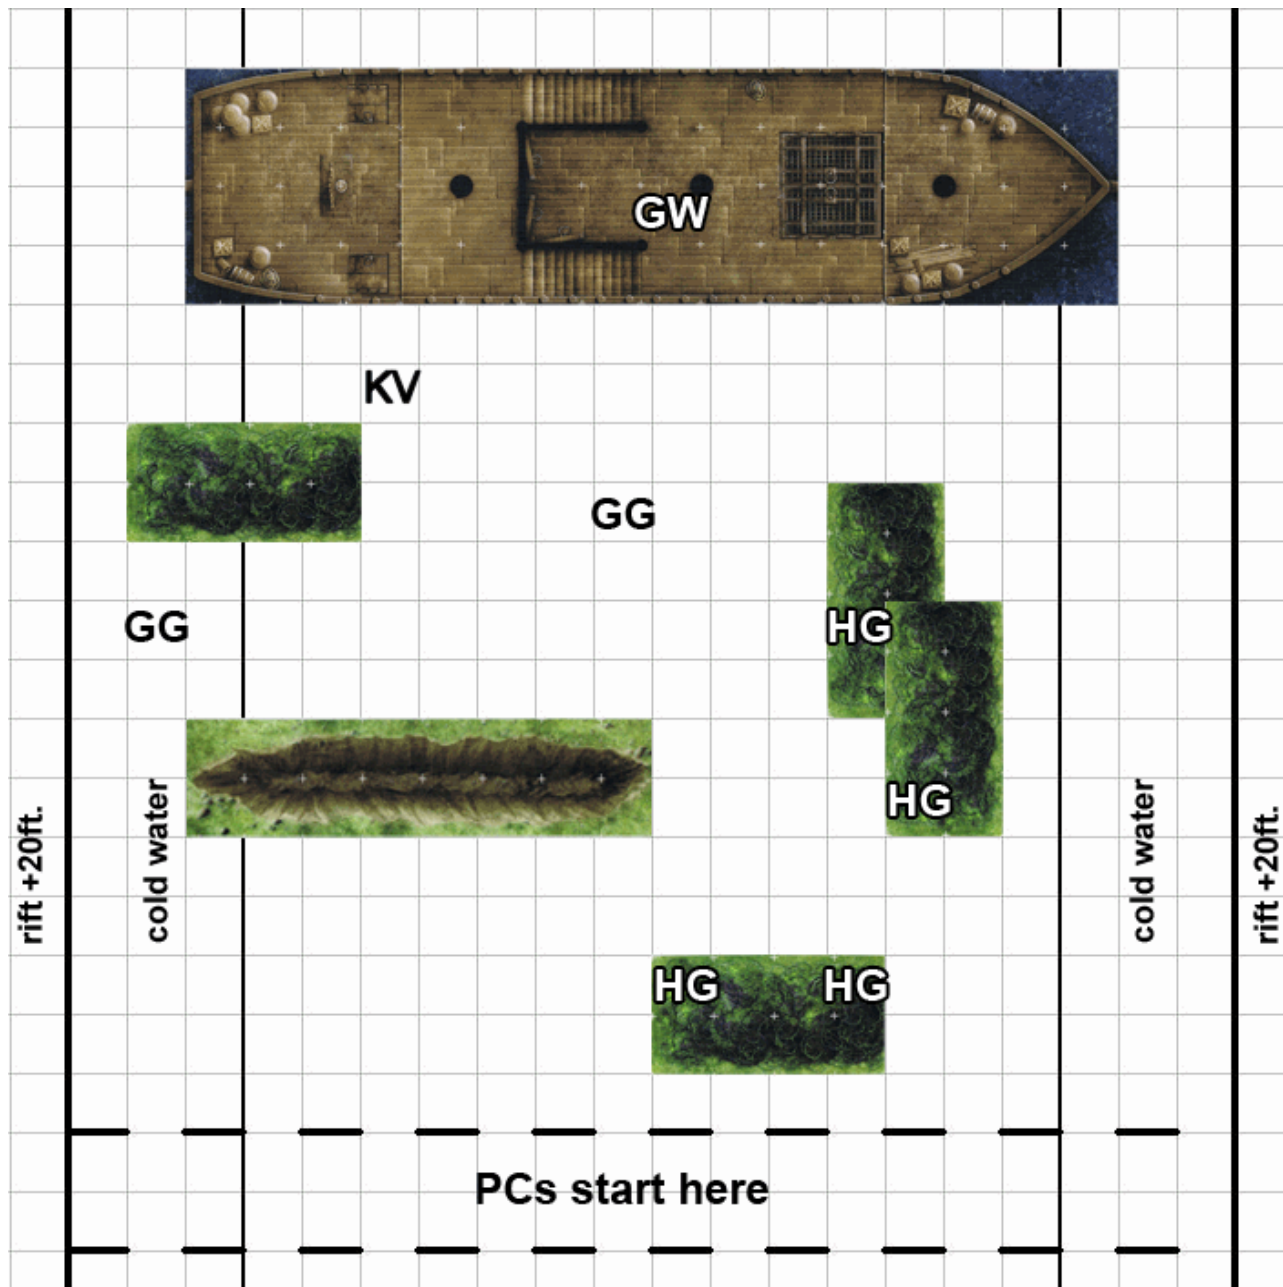 GW
KV
GG
GG
HG
HG
rift +20ft.
cold water
cold water
rift +20ft.
HG
HG
PCs start here